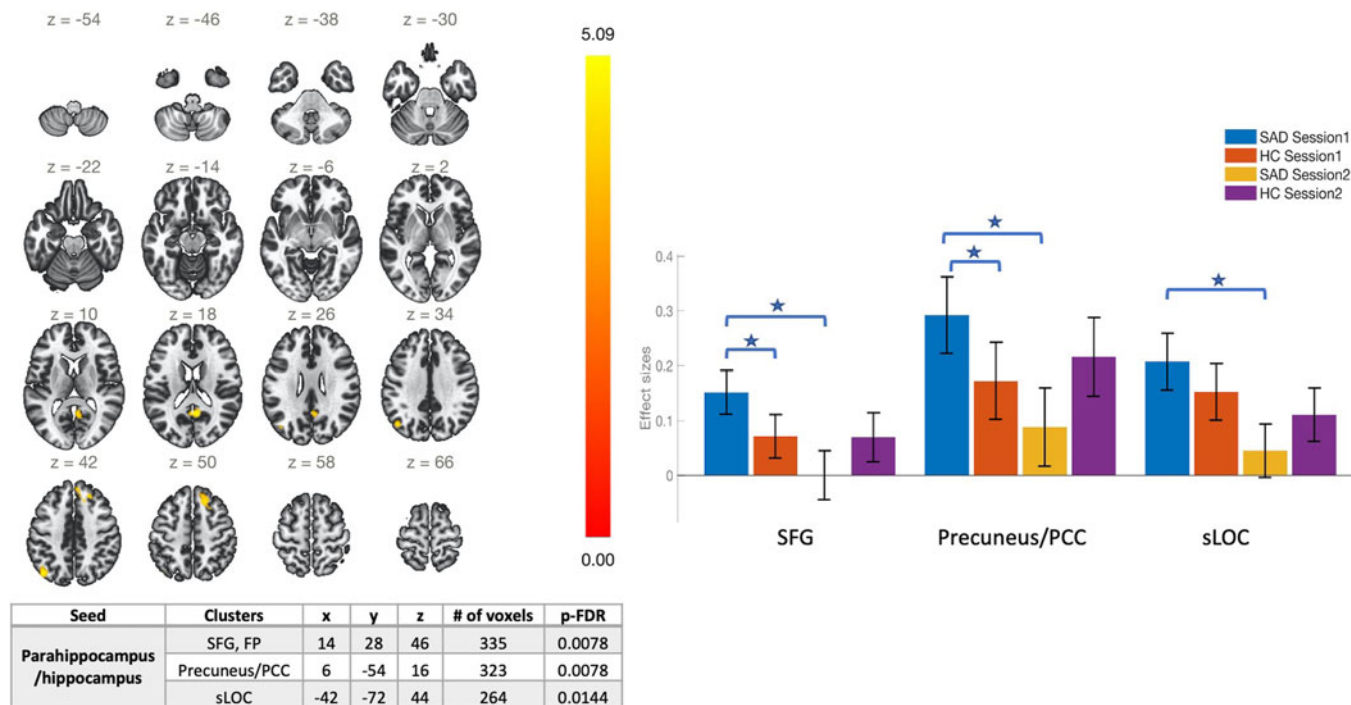 z = -54 z = -46 z = -38 z = -30
5.09
z = -22 z = -14 z = -6 z = 2
z = 10 z = 18 z = 26 z = 34
z = 42 z = 50 z = 58 z = 66
0.00
Seed Clusters x y z # of voxels p-FDR
Parahippocampus
/hippocampus
SFG, FP 14 28 46 335 0.0078
Precuneus/PCC 6 -54 16 323 0.0078
sLOC -42 -72 44 264 0.0144
SAD Session1
HC Session1
SAD Session2
HC Session2
Effect sizes
0.4
0.3
0.2
0.1
0
SFG Precuneus/PCC sLOC